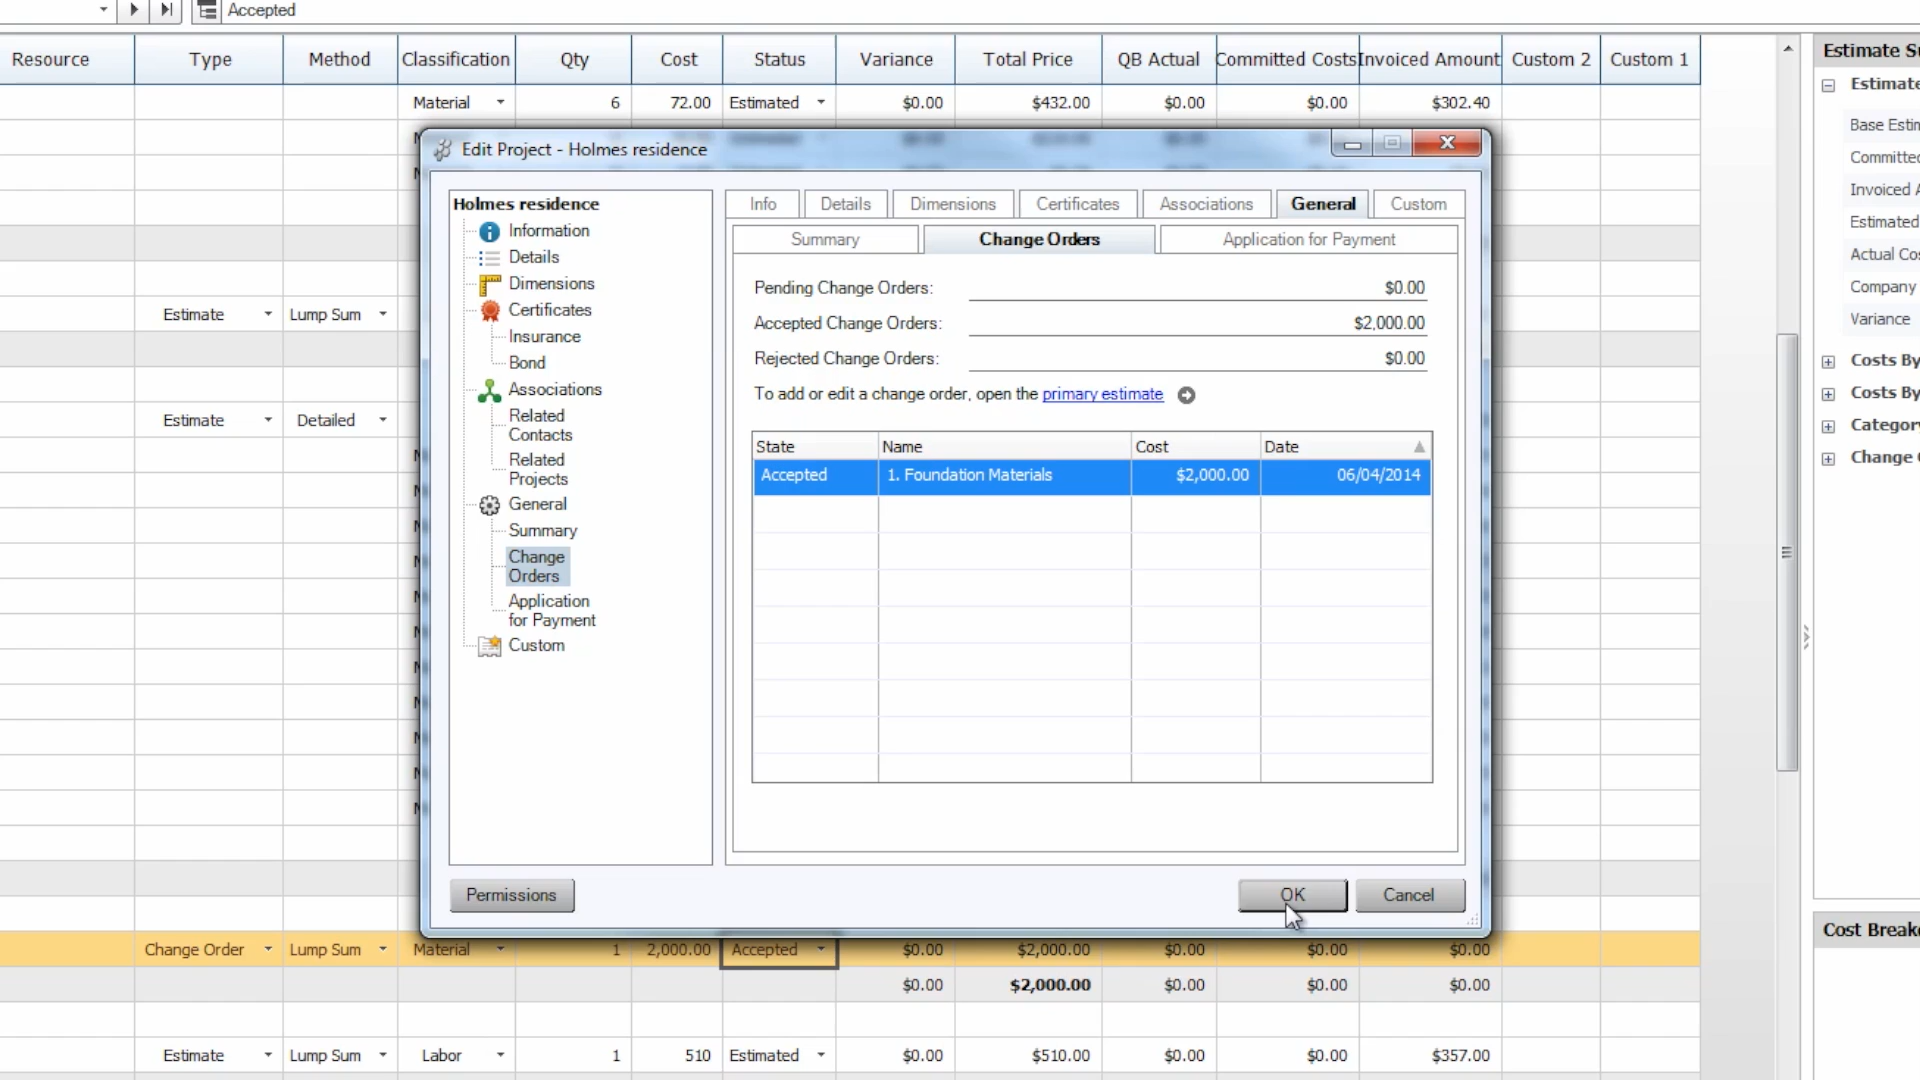 Accepted
Resource Type Method Classification Qty Cost Status Variance Total Price QB Actual Committed Costs Invoiced Amount Custom 2 Custom 1
Material 6 72.00 Estimated $0.00 $432.00 $0.00 $0.00 $302.40
Edit Project - Holmes residence
Holmes residence
Information
Details
Dimensions
Certificates
Insurance
Bond
Associations
Related
Contacts
Related
Projects
General
Summary
Change
Orders
Application
for Payment
Custom
Info Details Dimensions Certificates Associations General Custom
Summary Change Orders Application for Payment
Pending Change Orders: $0.00
Accepted Change Orders: $2,000.00
Rejected Change Orders: $0.00
To add or edit a change order, open the primary estimate
State Name Cost Date
Accepted 1. Foundation Materials $2,000.00 06/04/2014
Permissions OK Cancel
Estimate Lump Sum
Estimate Detailed
Change Order Lump Sum Material 1 2,000.00 Accepted $0.00 $2,000.00 $0.00 $0.00 $0.00
$0.00 $2,000.00 $0.00 $0.00 $0.00
Estimate Lump Sum Labor 1 510 Estimated $0.00 $510.00 $0.00 $0.00 $357.00
Estimate
Estimate
Base
Committed
Invoiced
Estimated
Actual
Company
Variance
Costs By
Costs By
Category
Change
Cost